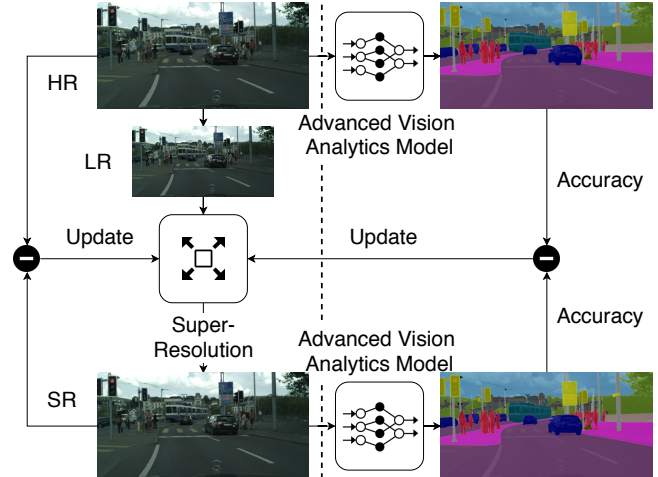 HR
Advanced Vision
Analytics Model
LR
Accuracy
Update
Update
Super-
Resolution
Accuracy
Advanced Vision
Analytics Model
SR